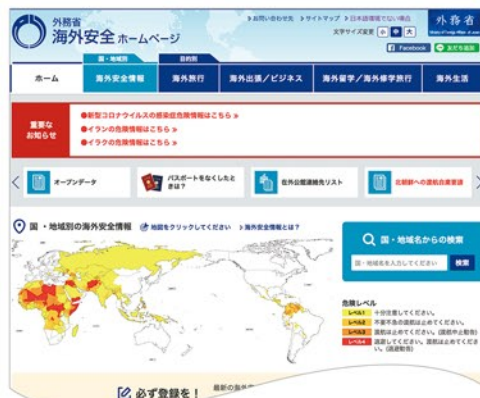 外務省
海外安全 ホームページ
お問い合わせ先
サイトマップ
日本語環境でない場合
文字サイズ変更 小 中 大
外務省
Facebook
友だち追加
国・地域別
目的別
ホーム
海外安全情報
海外旅行
海外出張/ビジネス
海外留学/海外修学旅行
海外生活
重要な
お知らせ
●新型コロナウイルスの感染症危険情報はこちら »
●イランの危険情報はこちら »
●イラクの危険情報はこちら »
オープンデータ
パスポートをなくしたと
きは?
在外公館連絡先リスト
北朝鮮への渡航自粛要請
国・地域別の海外安全情報
地図をクリックしてください
海外安全情報とは?
国・地域名からの検索
国・地域名を入力してください
検索
危険レベル
レベル1 十分注意してください。
レベル2 不要不急の渡航は止めてください。
レベル3 渡航は止めてください。(渡航中止勧告)
レベル4 退避してください。渡航は止めてくださ
い。(退避勧告)
必ず登録を!
最新の海外安